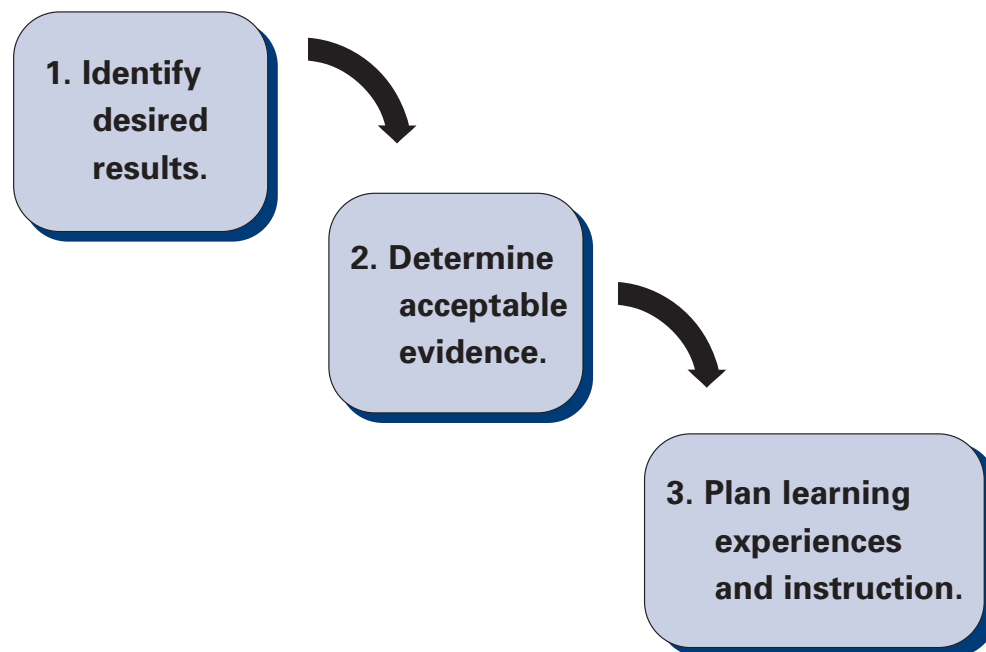 1. Identify
desired
results.
2. Determine
acceptable
evidence.
3. Plan learning
experiences
and instruction.